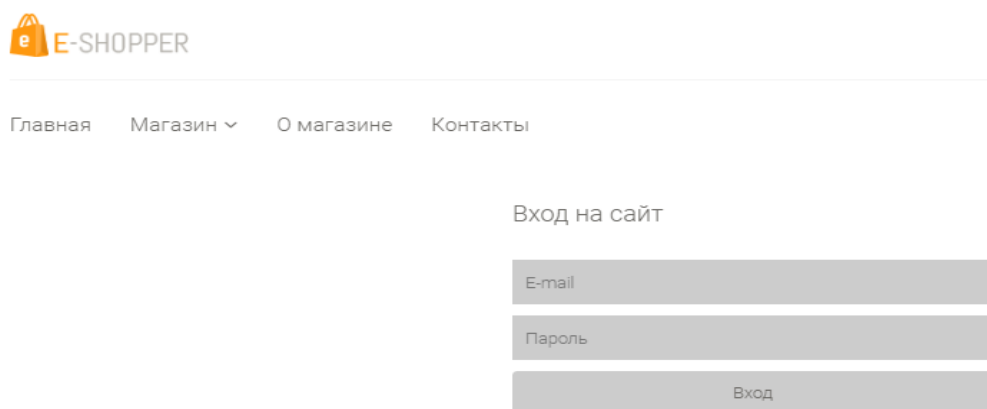 e E-SHOPPER
Главная Магазин О магазине Контакты
Вход на сайт
E-mail
Пароль
Вход